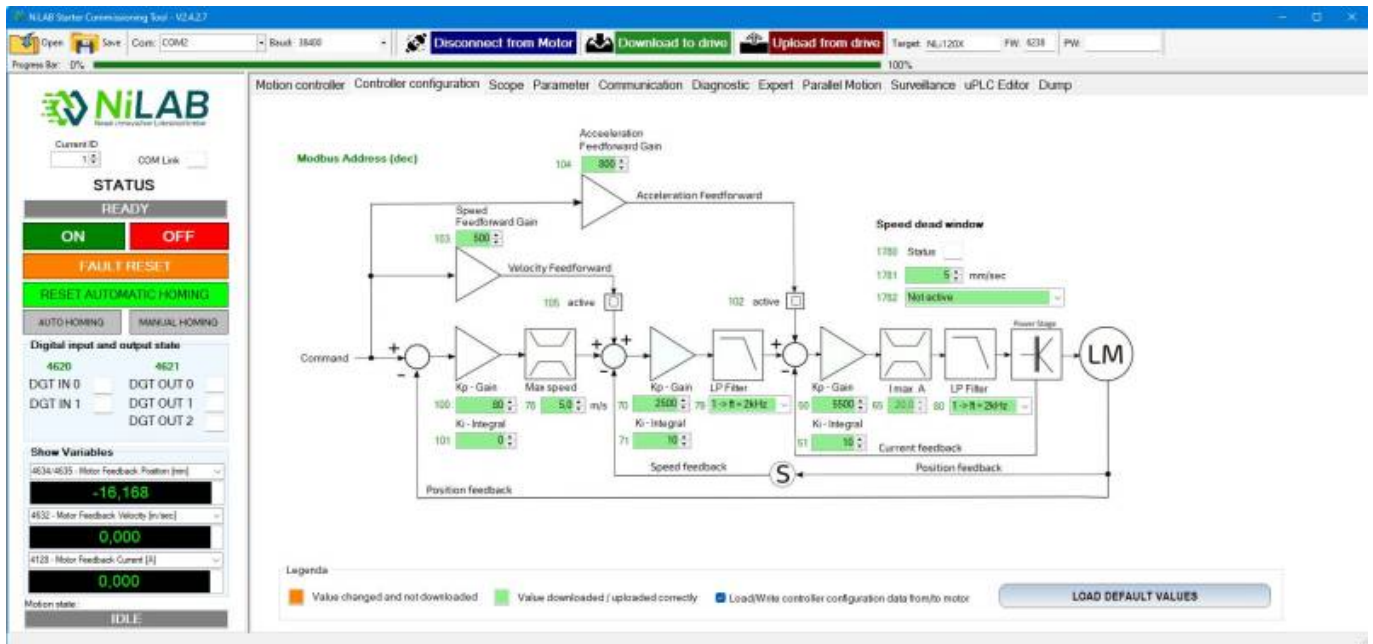 NiLAB Starter Commissioning Tool - V2.4.2.7
Open Save Com: COM2 Baud: 38400 Disconnect from Motor Download to drive Upload from drive Target: NL/120X FW: 6238 PW:
Progress Bar: 0% 100%
Motion controller Controller configuration Scope Parameter Communication Diagnostic Expert Parallel Motion Surveillance uPLC Editor Dump
NiLAB
Current ID
1 COM Link
STATUS
READY
ON OFF
FAULT RESET
RESET AUTOMATIC HOMING
AUTO HOMING MANUAL HOMING
Digital input and output state
4620 4621
DGT IN 0 DGT OUT 0
DGT IN 1 DGT OUT 1
DGT OUT 2
Show Variables
4634/4635 - Motor Feedback Position [mm]
-16,168
4632 - Motor Feedback Velocity [m/sec]
0,000
4128 - Motor Feedback Current [A]
0,000
Motion state:
IDLE
Modbus Address (dec)
Acceleration
Feedforward Gain
104 800
Acceleration Feedforward
Speed
Feedforward Gain
103 500
Velocity Feedforward
105 active
102 active
Speed dead window
1780 Status
1781 5 mm/sec
1782 Not active
Power Stage
Command + - + + - + + - LM
Kp - Gain Max speed Kp - Gain LP Filter Kp - Gain I max. A LP Filter
100 80 76 5,0 m/s 70 2500 79 1->ft=2kHz 50 5500 65 20,0 80 1->ft=2kHz
Ki - Integral Ki - Integral Ki - Integral
101 0 71 10 51 10
Current feedback
Speed feedback S Position feedback
Position feedback
Legenda
Value changed and not downloaded Value downloaded / uploaded correctly Load/Write controller configuration data from/to motor
LOAD DEFAULT VALUES